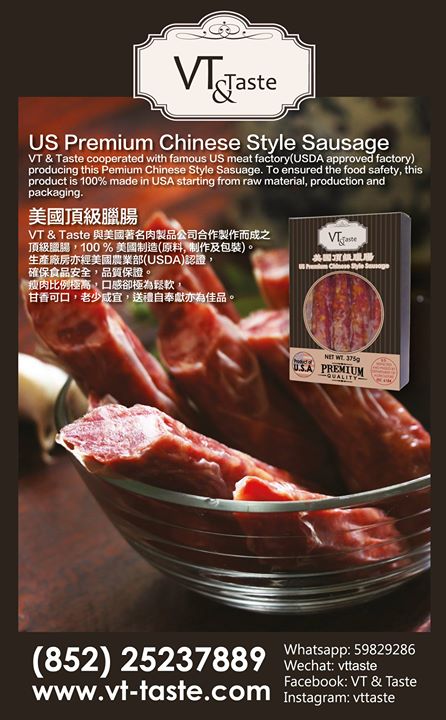 VT
&Taste
US Premium Chinese Style Sausage
VT & Taste cooperated with famous US meat factory(USDA approved factory)
producing this Pemium Chinese Style Sasuage. To ensured the food safety, this
product is 100% made in USA starting from raw material, production and
packaging.
美國頂級臘腸
VT & Taste 與美國著名肉製品公司合作製作而成之
頂級臘腸，100 % 美國制造(原料, 制作及包裝)。
生產廠房亦經美國農業部(USDA)認證，
確保食品安全，品質保證。
瘦肉比例極高，口感卻極為鬆軟，
甘香可口，老少咸宜，送禮自奉獻亦為佳品。
VT
&Taste
美國頂級臘腸
US Premium Chinese Style Sausage
NET WT. 375g
Product of
U.S.A
PREMIUM
QUALITY
(852) 25237889
www.vt-taste.com
Whatsapp: 59829286
Wechat: vttaste
Facebook: VT & Taste
Instagram: vttaste